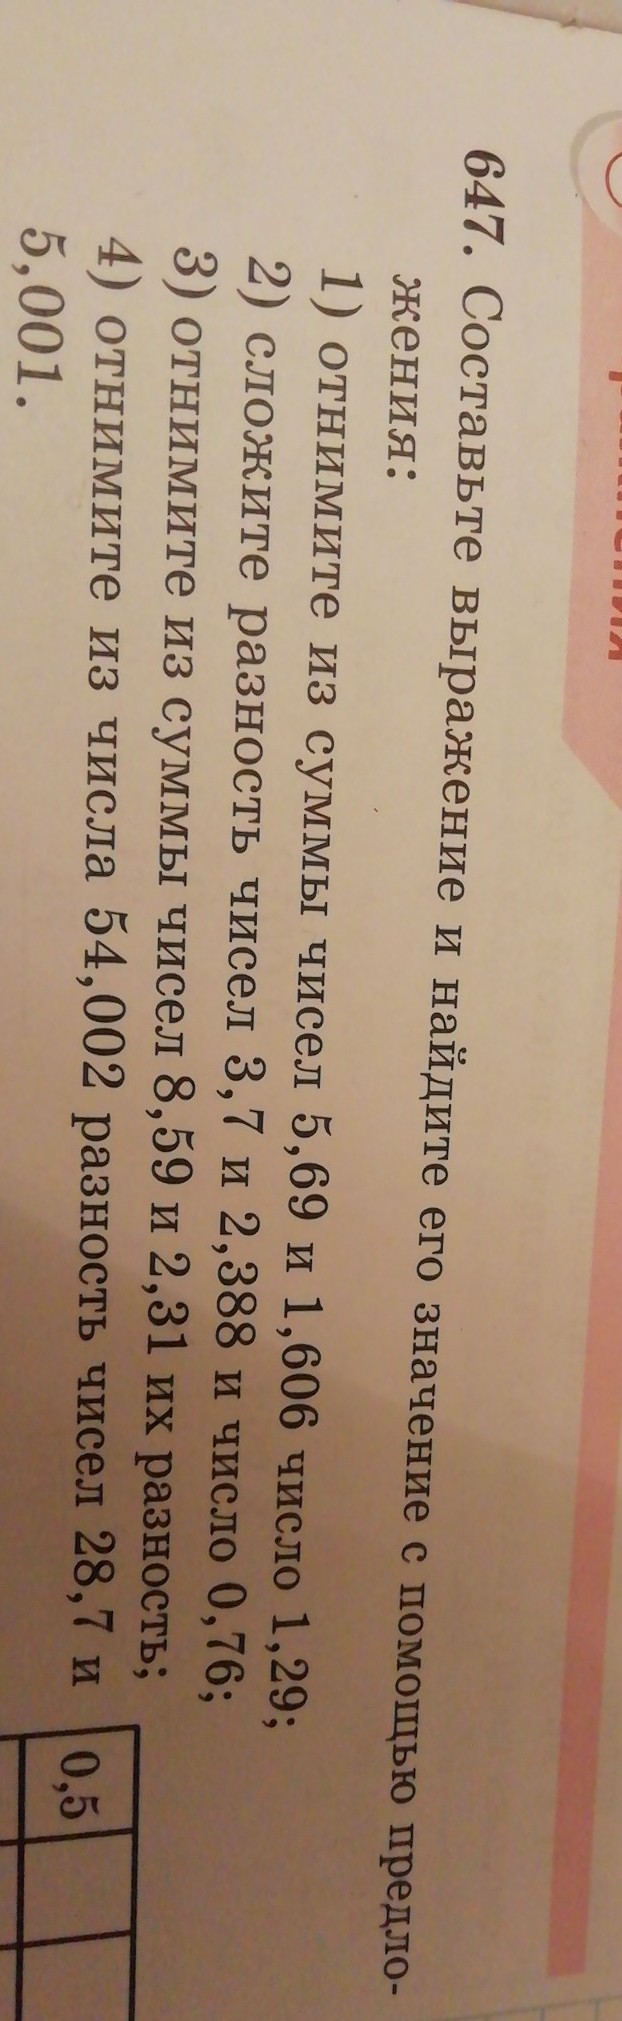 647. Составьте выражение и найдите его значение с помощью предло-
жения:
1) отнимите из суммы чисел 5,69 и 1,606 число 1,29;
2) сложите разность чисел 3,7 и 2,388 и число 0,76;
3) отнимите из суммы чисел 8,59 и 2,31 их разность;
4) отнимите из числа 54,002 разность чисел 28,7 и
5,001.
0,5